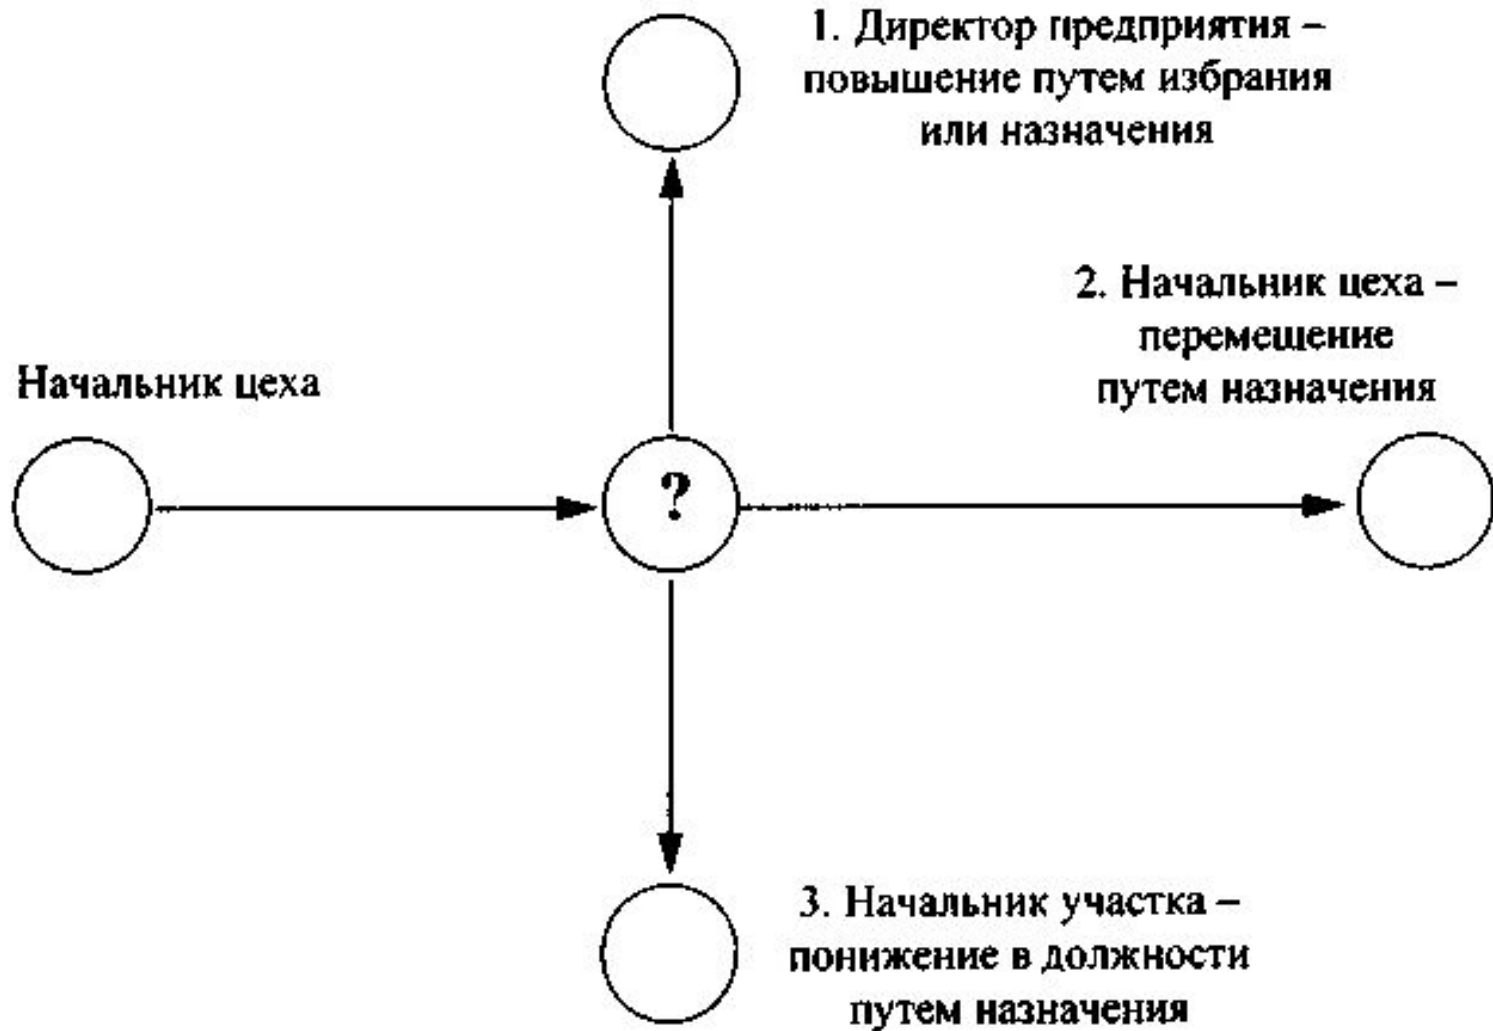 1. Директор предприятия –
повышение путем избрания
или назначения
2. Начальник цеха –
перемещение
путем назначения
Начальник цеха
?
3. Начальник участка –
понижение в должности
путем назначения